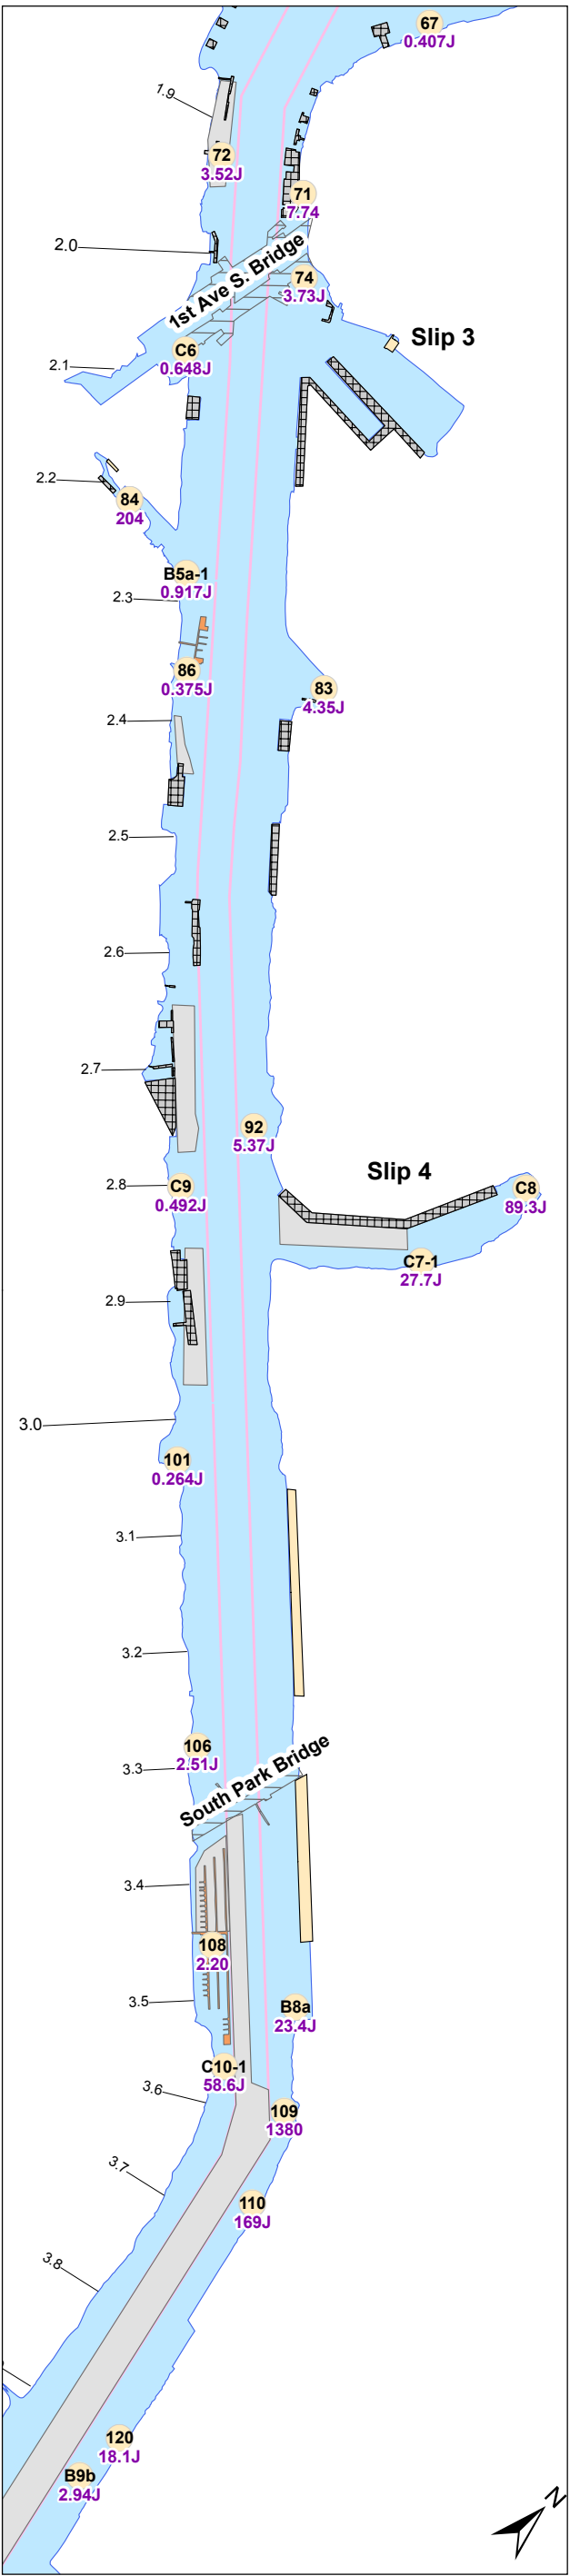 67
0.407J
1.9
72
3.52J
71
7.74
2.0
1st Ave S. Bridge
74
3.73J
Slip 3
C6
0.648J
2.1
2.2
84
204
B5a-1
0.917J
2.3
86
0.375J
83
4.35J
2.4
2.5
2.6
2.7
92
5.37J
Slip 4
2.8
C9
0.492J
C8
89.3J
C7-1
27.7J
2.9
3.0
101
0.264J
3.1
3.2
106
2.51J
3.3
South Park Bridge
3.4
108
2.20
3.5
B8a
23.4J
C10-1
58.6J
3.6
109
1380
3.7
110
169J
3.8
120
18.1J
B9b
2.94J
N